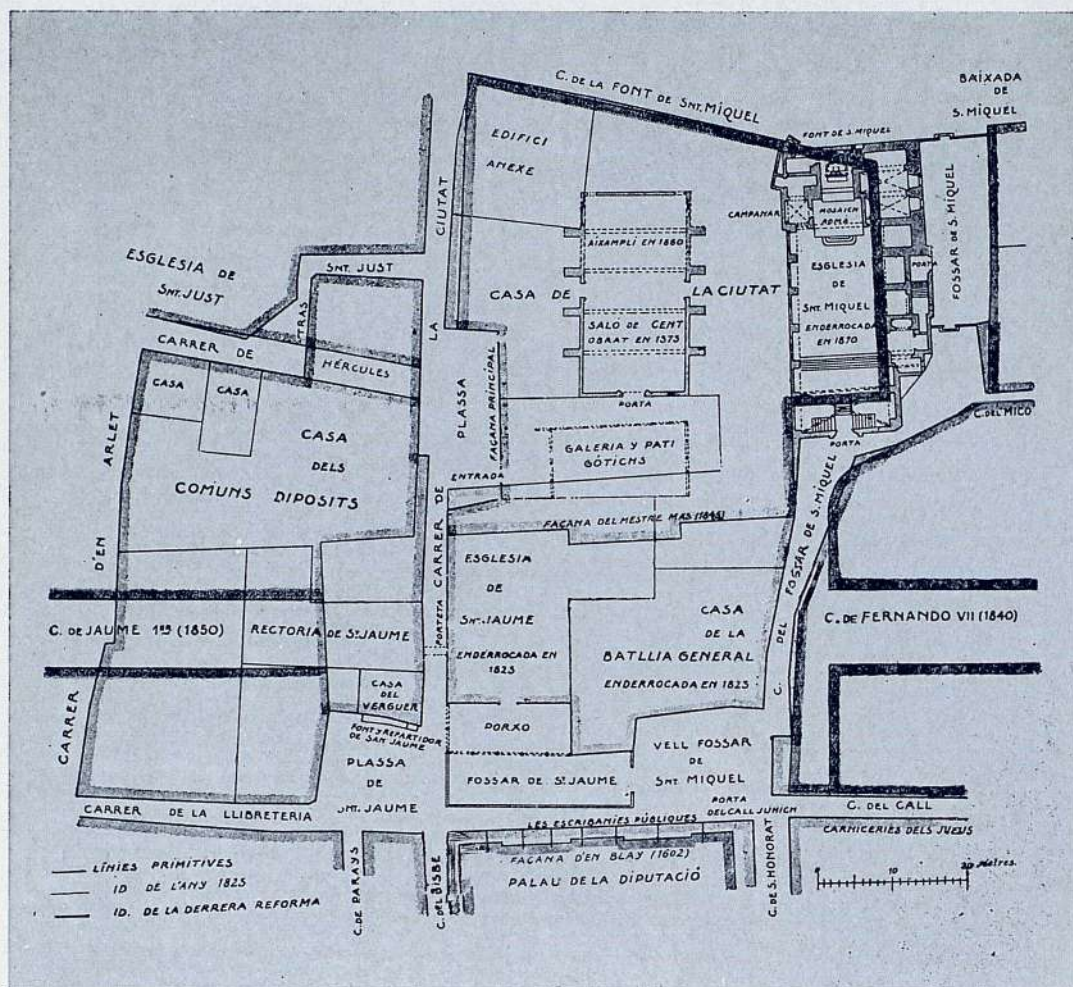 C. DE LA FONT DE SNT. MIQUEL
BAIXADA
DE
S. MIQUEL
FONT DE S. MIQUEL
EDIFICI
ANEXE
CAMPANAR
MOSAICH
ROMÁ
FOSSAR DE S. MIQUEL
PORTA
AIXAMPLI EN 1860
ESGLESIA
DE
SNT. MIQUEL
ENDERROCADA
EN 1870
ESGLESIA DE
SNT. JUST
SNT. JUST
TRAS
CASA DE LA CIUTAT
SALO DE CENT
OBRAT EN 1373
PORTA
CARRER DE
HÉRCULES
PLASSA
LA
CIUTAT
FAÇANA PRINCIPAL
C. DEL MICO
PORTA
CASA
CASA
CASA
DELS
COMUNS DIPOSITS
GALERIA Y PATI
GÓTICHS
ENTRADA
FAÇANA DEL MESTRE MAS (1845)
CARRER
D'EN
ARLET
PORTETA
CARRER DE
ESGLESIA
DE
SNT. JAUME
ENDERROCADA EN
1823
CASA
DE LA
BATLLIA GENERAL
ENDERROCADA EN 1823
C. DEL FOSSAR DE S. MIQUEL
C. DE JAUME 1ER (1850)
RECTORIA DE ST JAUME
C. DE FERNANDO VII (1840)
CASA
DEL
VERGUER
FONT Y REPARTIDOR
DE SAN JAUME
PORXO
PLASSA
DE
SNT. JAUME
FOSSAR DE ST JAUME
VELL FOSSAR
DE
SNT MIQUEL
PORTA
DEL CALL JUHICH
C. DEL CALL
CARRER DE LA LLIBRETERIA
LES ESCRIBANIES PÚBLIQUES
CARNICERIES DELS JUEUS
FAÇANA D'EN BLAY (1602)
PALAU DE LA DIPUTACIÓ
C. DE PARAYS
C. DEL BISBE
C. DE S. HONORAT
LÍNIES PRIMITIVES
ID DE L'ANY 1823
ID. DE LA DERRERA REFORMA
0 10 20 Metres.